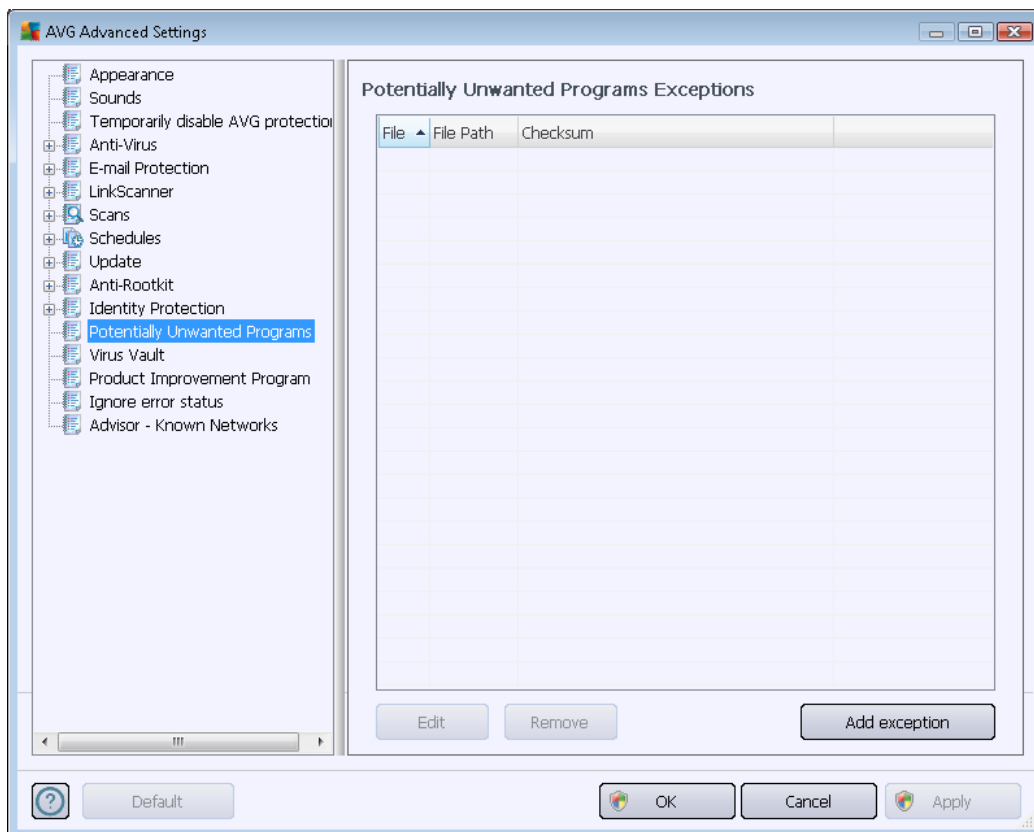 AVG Advanced Settings
Appearance
Sounds
Temporarily disable AVG protection
Anti-Virus
E-mail Protection
LinkScanner
Scans
Schedules
Update
Anti-Rootkit
Identity Protection
Potentially Unwanted Programs
Virus Vault
Product Improvement Program
Ignore error status
Advisor - Known Networks
Potentially Unwanted Programs Exceptions
File File Path Checksum
Edit Remove Add exception
? Default OK Cancel Apply